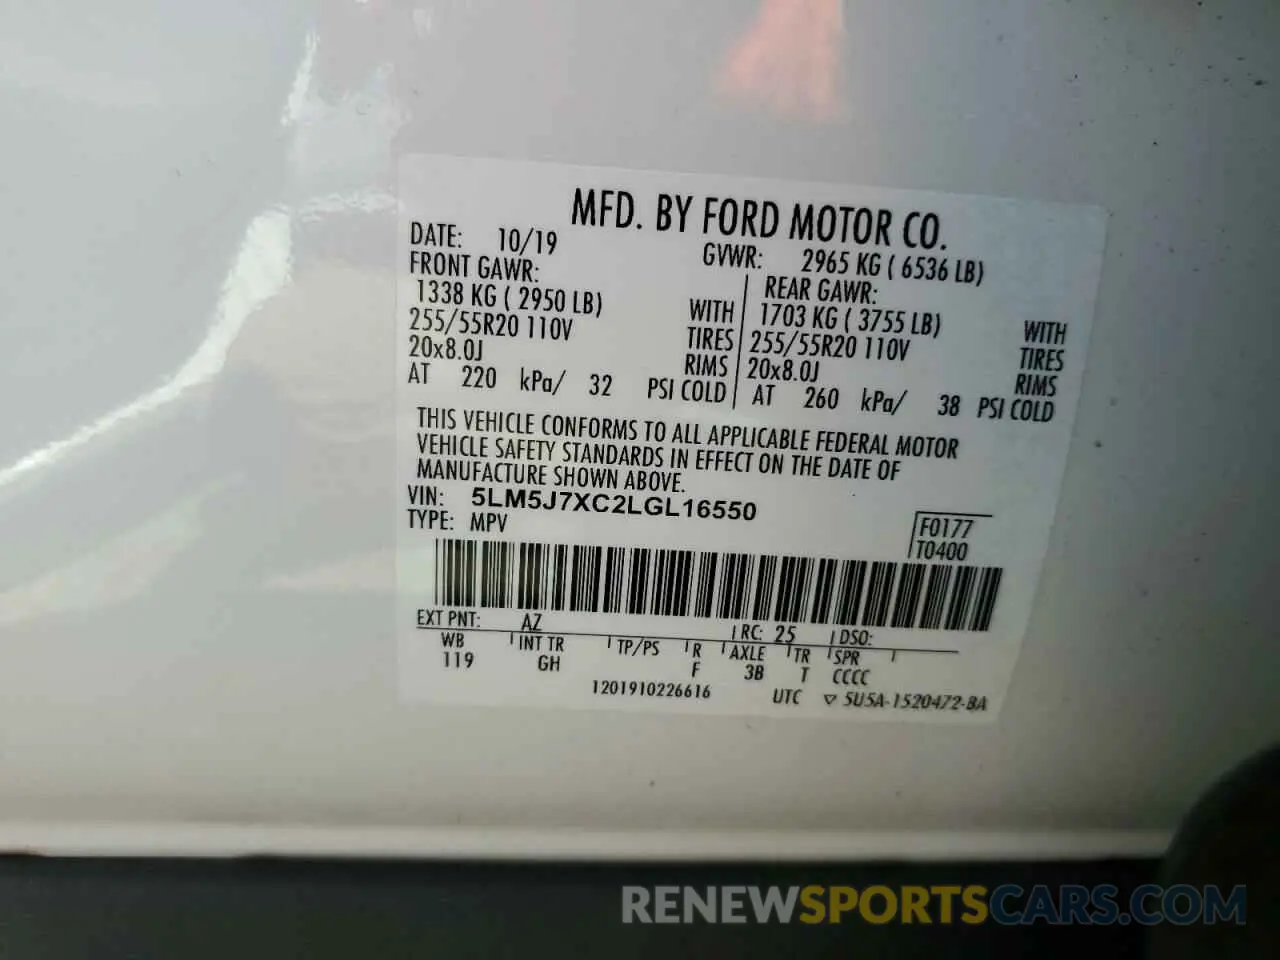 MFD. BY FORD MOTOR CO.
DATE: 10/19 GVWR: 2965 KG ( 6536 LB)
FRONT GAWR: REAR GAWR:
1338 KG ( 2950 LB) WITH 1703 KG ( 3755 LB) WITH
255/55R20 110V TIRES 255/55R20 110V TIRES
20x8.0J RIMS 20x8.0J RIMS
AT 220 kPa/ 32 PSI COLD AT 260 kPa/ 38 PSI COLD
THIS VEHICLE CONFORMS TO ALL APPLICABLE FEDERAL MOTOR
VEHICLE SAFETY STANDARDS IN EFFECT ON THE DATE OF
MANUFACTURE SHOWN ABOVE.
VIN: 5LM5J7XC2LGL16550
TYPE: MPV
F0177
T0400
EXT PNT: AZ RC: 25 DSO:
WB INT TR TP/PS R AXLE TR SPR
119 GH F 3B T CCCC
1201910226616 UTC ▽ 5U5A-1520472-BA
RENEWSPORTSCARS.COM